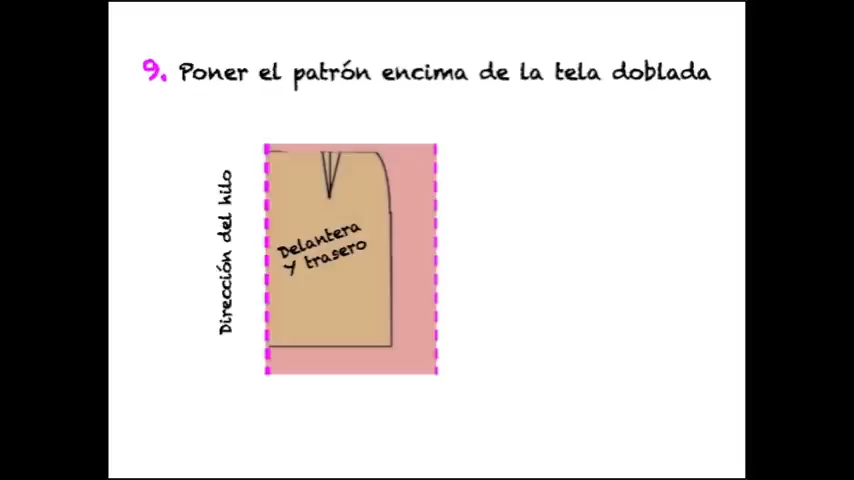 9. Poner el patrón encima de la tela doblada
Dirección del hilo
Delantera
y trasero